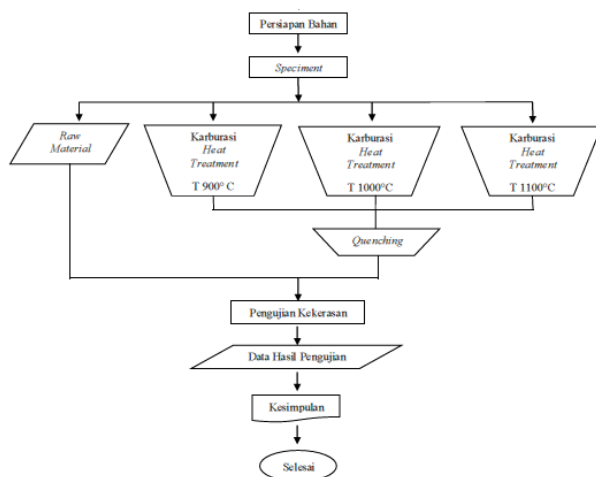 Persiapan Bahan
Speciment
Raw
Material
Karburasi
Heat
Treatment
T 900° C
Karburasi
Heat
Treatment
T 1000°C
Karburasi
Heat
Treatment
T 1100°C
Quenching
Pengujian Kekerasan
Data Hasil Pengujian
Kesimpulan
Selesai